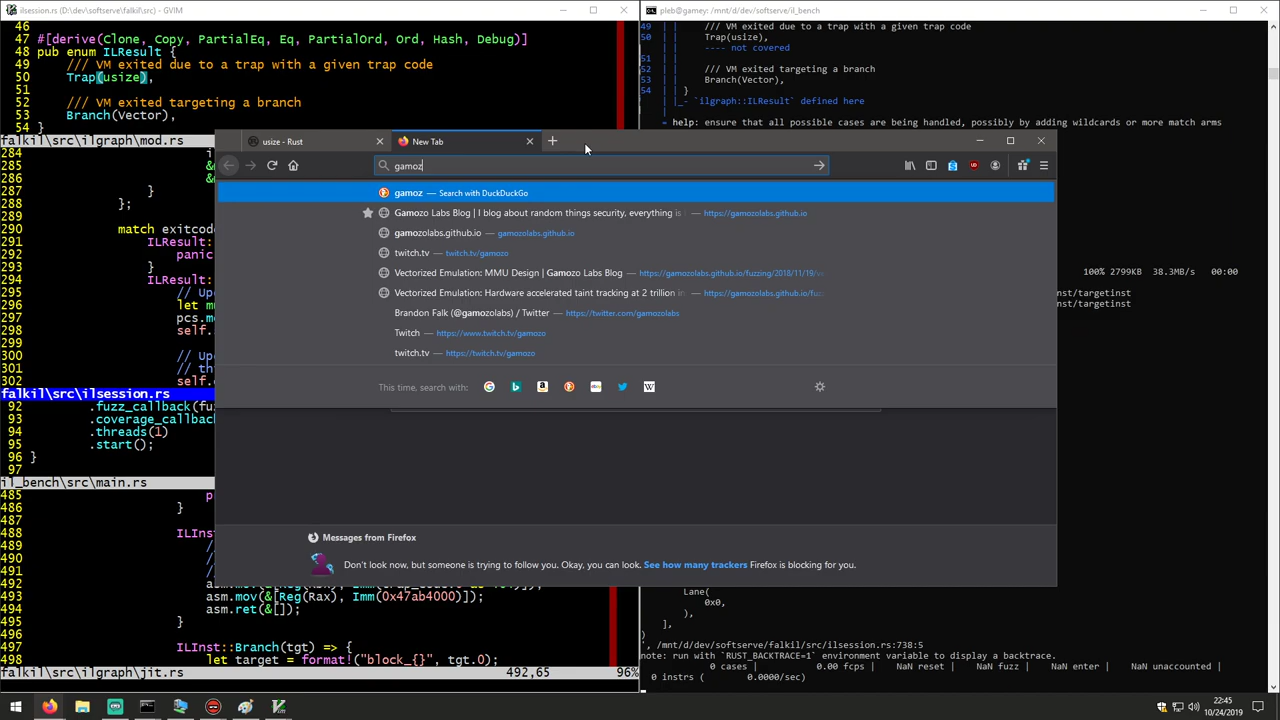 ilsession.rs (D:\dev\softserve\falkil\src) - GVIM
46
47 #[derive(Clone, Copy, PartialEq, Eq, PartialOrd, Ord, Hash, Debug)]
48 pub enum ILResult {
49 /// VM exited due to a trap with a given trap code
50 Trap(usize),
52 /// VM exited targeting a branch
53 Branch(Vector),
54 }
falkil\src\ilgraph\mod.rs
284
285
286
287 }
288 };
289
290 match exitcod
291 ILResult:
292 panic
293 }
294 ILResult:
295 // Up
296 let mu
297 pcs.m
298 self.
300 // Up
301 // th
302 self.
falkil\src\ilsession.rs
92 .fuzz_callback(fu
93 .coverage_callback
94 .threads(1)
95 .start();
96 }
97
il_bench\src\main.rs
485
486 }
487
488 ILInst
489
490
491
492
493 asm.mov(&[Reg(Rax), Imm(0x47ab4000)]);
494 asm.ret(&[]);
495 }
496
497 ILInst::Branch(tgt) => {
498 let target = format!("block_{}", tgt.0);
falkil\src\ilgraph\jit.rs 492,65 96%
pleb@gamey: /mnt/d/dev/softserve/il_bench
49 | | /// VM exited due to a trap with a given trap code
50 | | Trap(usize),
| | ---- not covered
51 | |
52 | | /// VM exited targeting a branch
53 | | Branch(Vector),
54 | | }
| |_- `ilgraph::ILResult` defined here
|
= help: ensure that all possible cases are being handled, possibly by adding wildcards or more match arms
100% 2799KB 38.3MB/s 00:00
inst/targetinst
inst/targetinst
Lane(
0x0,
),
],
)
', /mnt/d/dev/softserve/falkil/src/ilsession.rs:738:5
note: run with `RUST_BACKTRACE=1` environment variable to display a backtrace.
0 cases | 0.00 fcps | NaN reset | NaN fuzz | NaN enter | NaN unaccounted |
0 instrs ( 0.0000/sec)
usize - Rust
New Tab
gamoz
gamoz — Search with DuckDuckGo
Gamozo Labs Blog | I blog about random things security, everything is — https://gamozolabs.github.io
gamozolabs.github.io — gamozolabs.github.io
twitch.tv — twitch.tv/gamozo
Vectorized Emulation: MMU Design | Gamozo Labs Blog — https://gamozolabs.github.io/fuzzing/2018/11/19/ve
Vectorized Emulation: Hardware accelerated taint tracking at 2 trillion in — https://gamozolabs.github.io/fuzz
Brandon Falk (@gamozolabs) / Twitter — https://twitter.com/gamozolabs
Twitch — https://www.twitch.tv/gamozo
twitch.tv — https://twitch.tv/gamozo
This time, search with:
Messages from Firefox
Don't look now, but someone is trying to follow you. Okay, you can look. See how many trackers Firefox is blocking for you.
22:45
10/24/2019